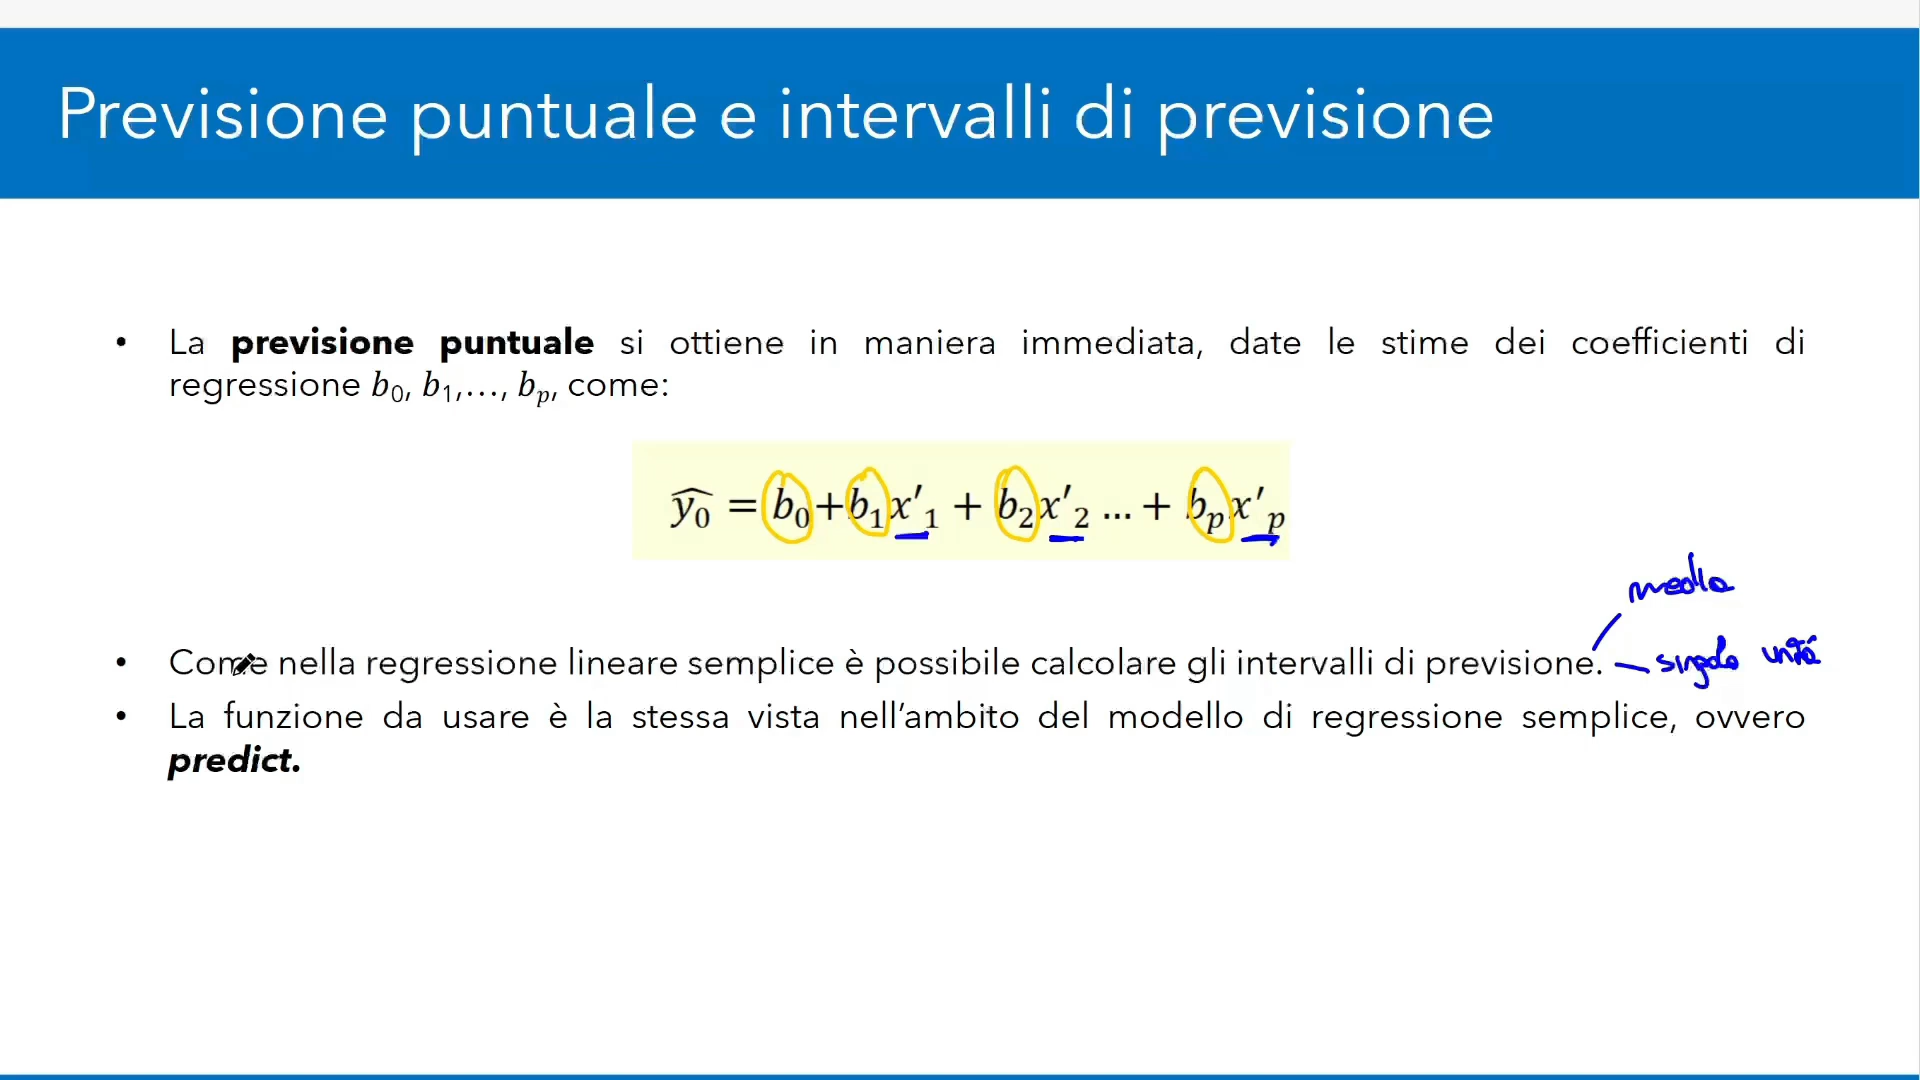 Previsione puntuale e intervalli di previsione
• La previsione puntuale si ottiene in maniera immediata, date le stime dei coefficienti di
regressione b₀, b₁,…, bₚ, come:
ŷ₀ = b₀+b₁x′₁ + b₂x′₂ … + bₚx′ₚ
media
• Come nella regressione lineare semplice è possibile calcolare gli intervalli di previsione.
singola unità
• La funzione da usare è la stessa vista nell’ambito del modello di regressione semplice, ovvero
predict.